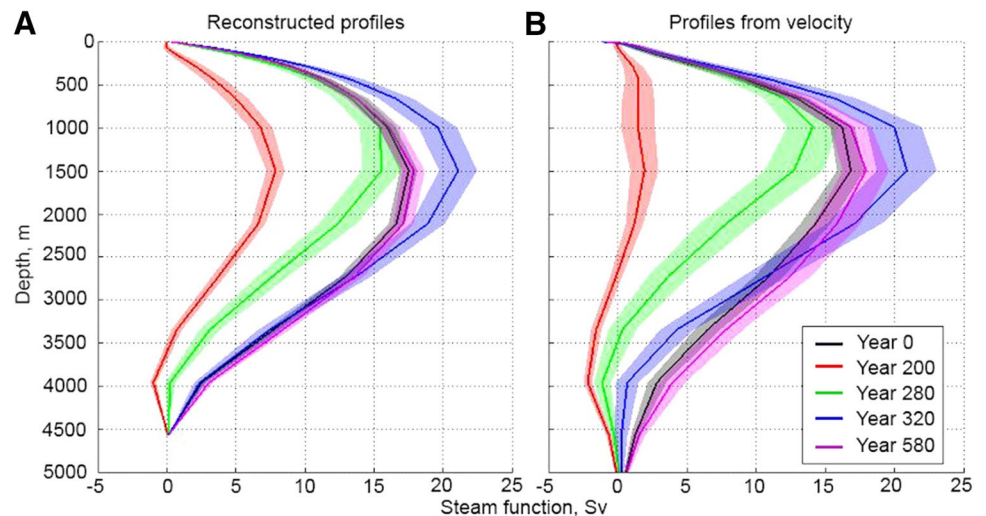 A
Reconstructed profiles
B
Profiles from velocity
Depth, m
0
500
1000
1500
2000
2500
3000
3500
4000
4500
5000
Year 0
Year 200
Year 280
Year 320
Year 580
-5 0 5 10 15 20 25
-5 0 5 10 15 20 25
Steam function, Sv